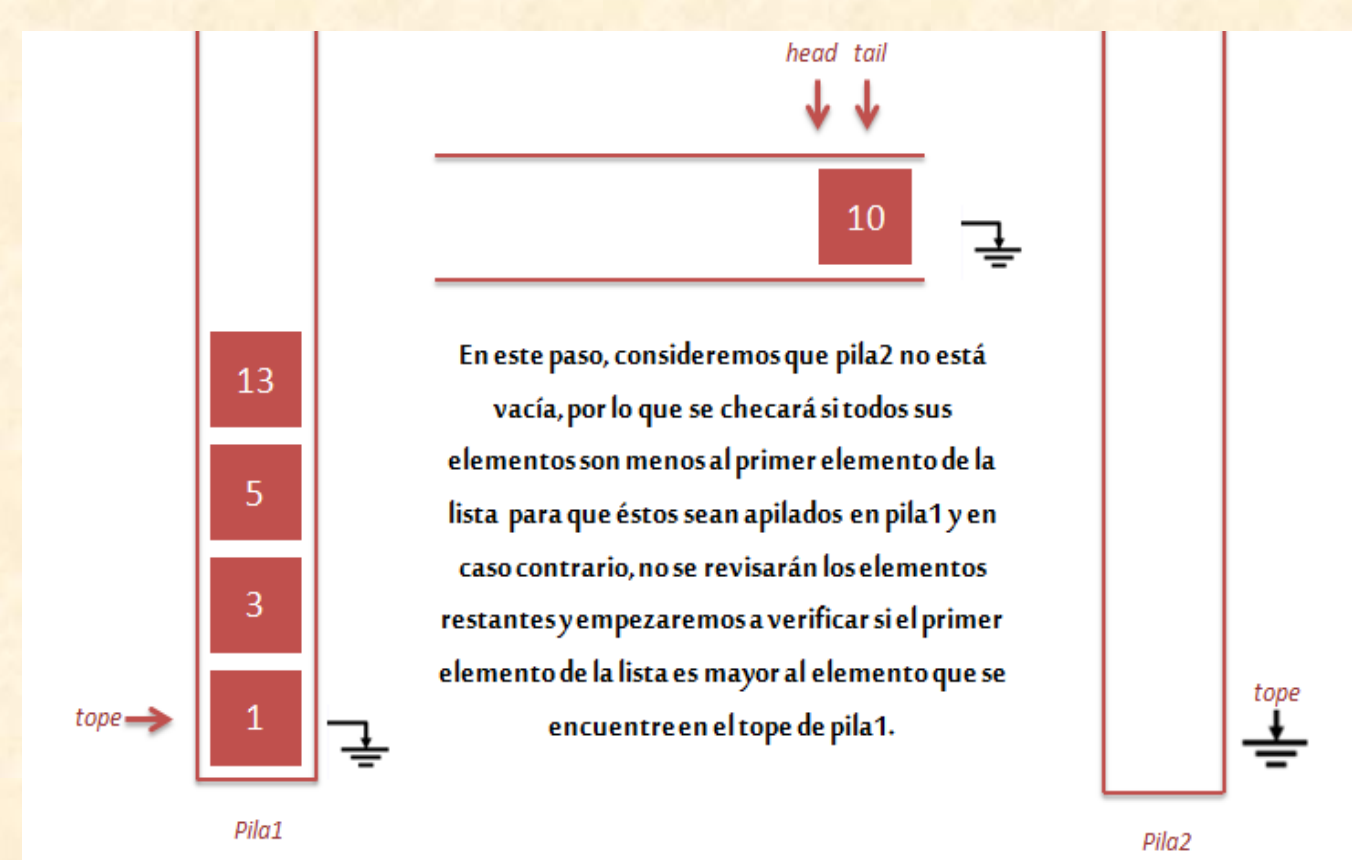 head tail
10
13
5
3
tope
1
Pila1
En este paso, consideremos que pila2 no está
vacía, por lo que se checará si todos sus
elementos son menos al primer elemento de la
lista para que éstos sean apilados en pila1 y en
caso contrario, no se revisarán los elementos
restantes y empezaremos a verificar si el primer
elemento de la lista es mayor al elemento que se
encuentre en el tope de pila1.
tope
Pila2